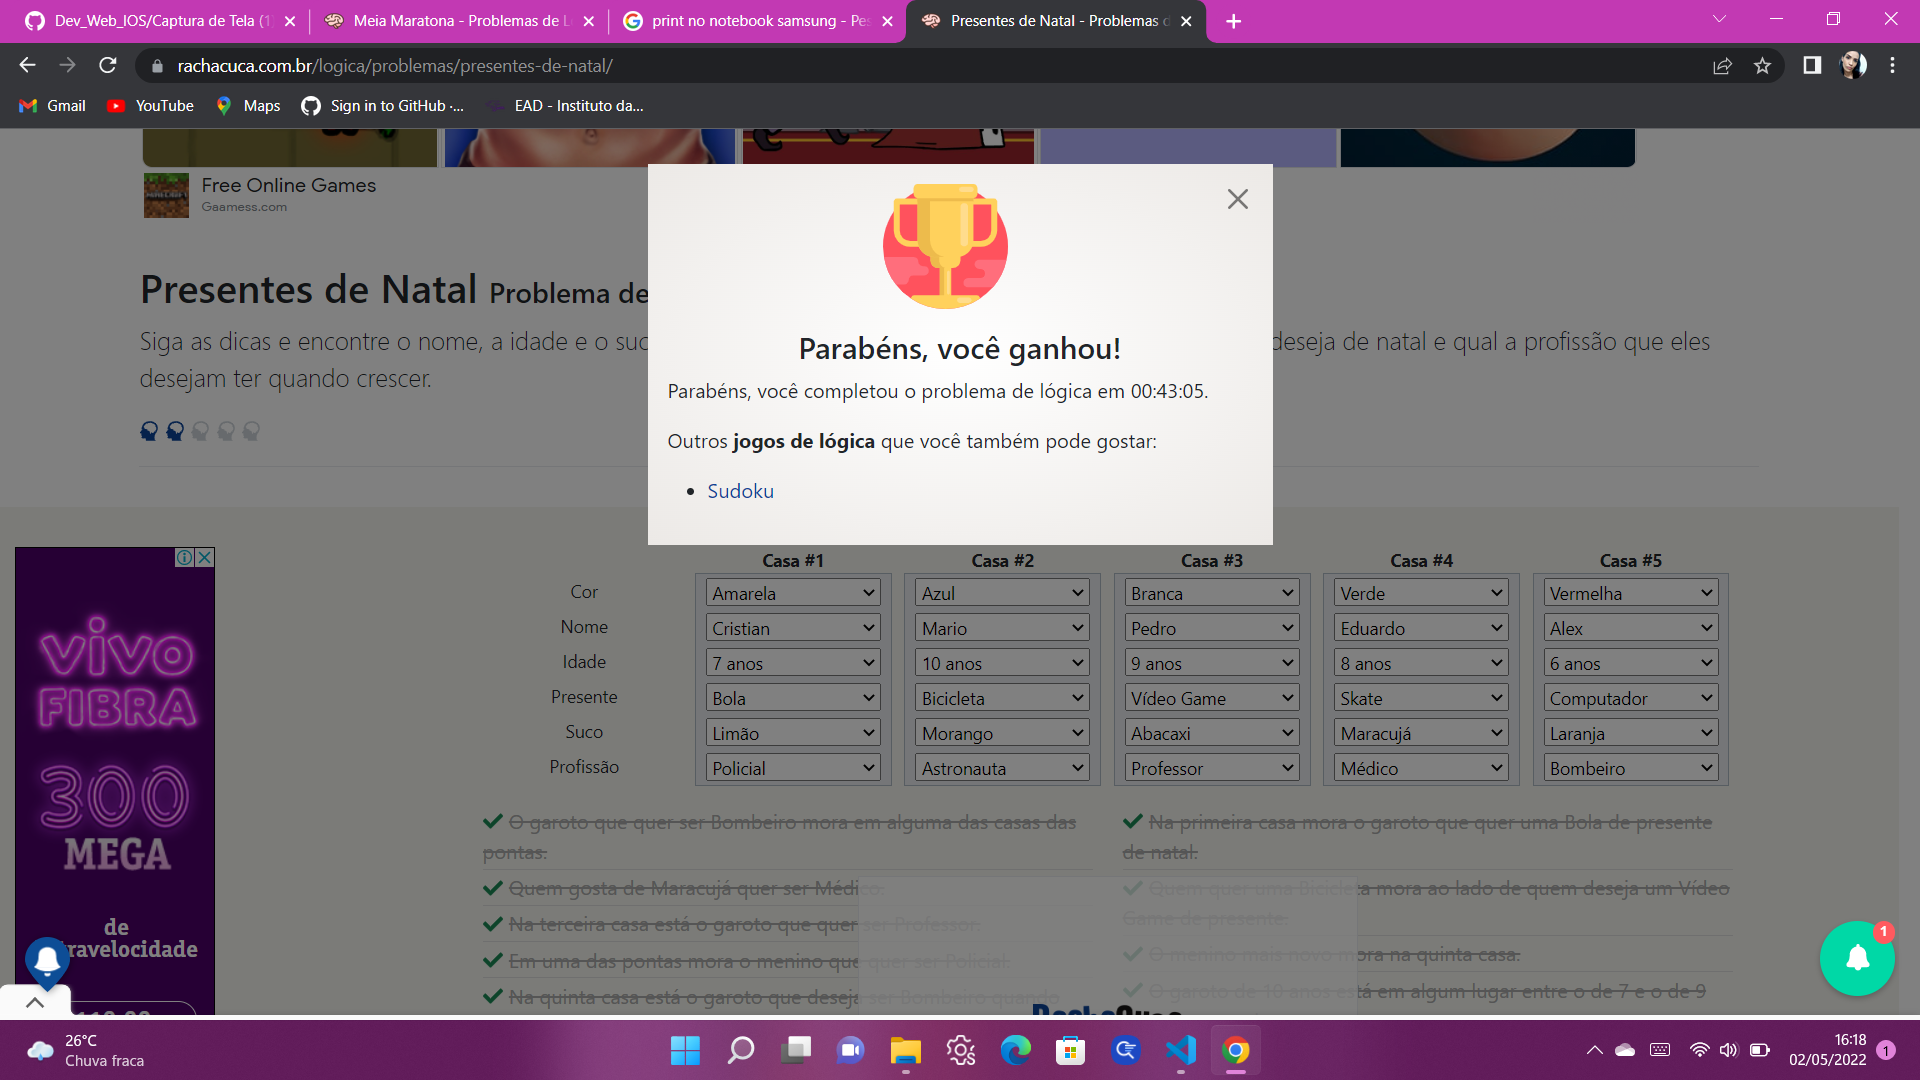 Dev_Web_IOS/Captura de Tela (1
Meia Maratona - Problemas de L
print no notebook samsung - Pes
Presentes de Natal - Problemas d
rachacuca.com.br/logica/problemas/presentes-de-natal/
Gmail
YouTube
Maps
Sign in to GitHub ·...
EAD - Instituto da...
Free Online Games
Gaamess.com
Presentes de Natal Problema de
Siga as dicas e encontre o nome, a idade e o suc
deseja de natal e qual a profissão que eles
desejam ter quando crescer.
Parabéns, você ganhou!
Parabéns, você completou o problema de lógica em 00:43:05.
Outros jogos de lógica que você também pode gostar:
Sudoku
Casa #1 Casa #2 Casa #3 Casa #4 Casa #5
Cor Amarela Azul Branca Verde Vermelha
Nome Cristian Mario Pedro Eduardo Alex
Idade 7 anos 10 anos 9 anos 8 anos 6 anos
Presente Bola Bicicleta Vídeo Game Skate Computador
Suco Limão Morango Abacaxi Maracujá Laranja
Profissão Policial Astronauta Professor Médico Bombeiro
O garoto que quer ser Bombeiro mora em alguma das casas das
pontas.
Quem gosta de Maracujá quer ser Médico.
Na terceira casa está o garoto que quer ser Professor.
Em uma das pontas mora o menino que quer ser Policial.
Na quinta casa está o garoto que deseja ser Bombeiro quando
Na primeira casa mora o garoto que quer uma Bola de presente
de natal.
Quem quer uma Bicicleta mora ao lado de quem deseja um Vídeo
Game de presente.
O menino mais novo mora na quinta casa.
O garoto de 10 anos está em algum lugar entre o de 7 e o de 9
vivo
FIBRA
300
MEGA
de
travelocidade
1
26°C
Chuva fraca
16:18
02/05/2022
1